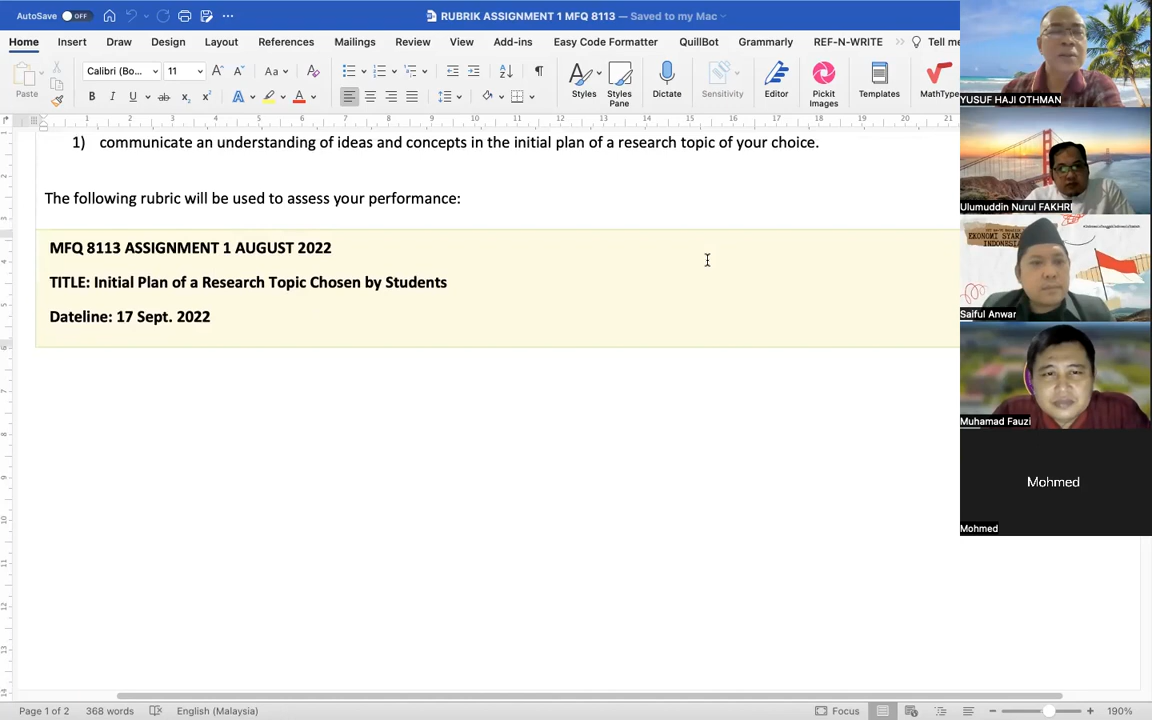 AutoSave OFF
RUBRIK ASSIGNMENT 1 MFQ 8113 — Saved to my Mac
Home Insert Draw Design Layout References Mailings Review View Add-ins Easy Code Formatter QuillBot Grammarly REF-N-WRITE Tell me
Paste
Calibri (Bo... 11
Styles
Styles Pane
Dictate
Sensitivity
Editor
Pickit Images
Templates
MathType
1) communicate an understanding of ideas and concepts in the initial plan of a research topic of your choice.
The following rubric will be used to assess your performance:
MFQ 8113 ASSIGNMENT 1 AUGUST 2022
TITLE: Initial Plan of a Research Topic Chosen by Students
Dateline: 17 Sept. 2022
YUSUF HAJI OTHMAN
Ulumuddin Nurul FAKHRI
EKONOMI SYARI
INDONESIA
Saiful Anwar
Muhamad Fauzi
Mohmed
Mohmed
Page 1 of 2 368 words English (Malaysia) Focus 190%